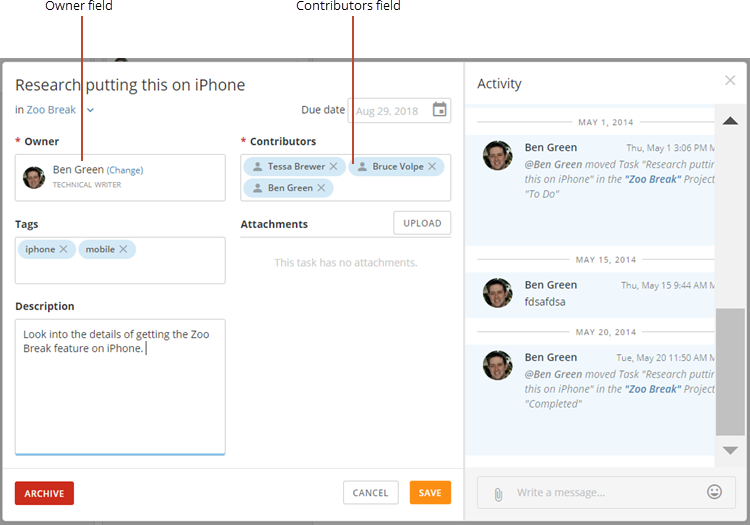 Owner field
Contributors field
Research putting this on iPhone
in Zoo Break
Due date Aug 29, 2018
* Owner
Ben Green (Change)
TECHNICAL WRITER
* Contributors
Tessa Brewer
Bruce Volpe
Ben Green
Tags
iphone
mobile
Attachments
UPLOAD
This task has no attachments.
Description
Look into the details of getting the Zoo
Break feature on iPhone.
ARCHIVE
CANCEL
SAVE
Activity
MAY 1, 2014
Ben Green Thu, May 1 3:06 PM M
@Ben Green moved Task "Research putting
this on iPhone" in the "Zoo Break" Project
"To Do"
MAY 15, 2014
Ben Green Thu, May 15 9:44 AM M
fdsafdsa
MAY 20, 2014
Ben Green Tue, May 20 11:50 AM M
@Ben Green moved Task "Research putting
this on iPhone" in the "Zoo Break" Project
"Completed"
Write a message...